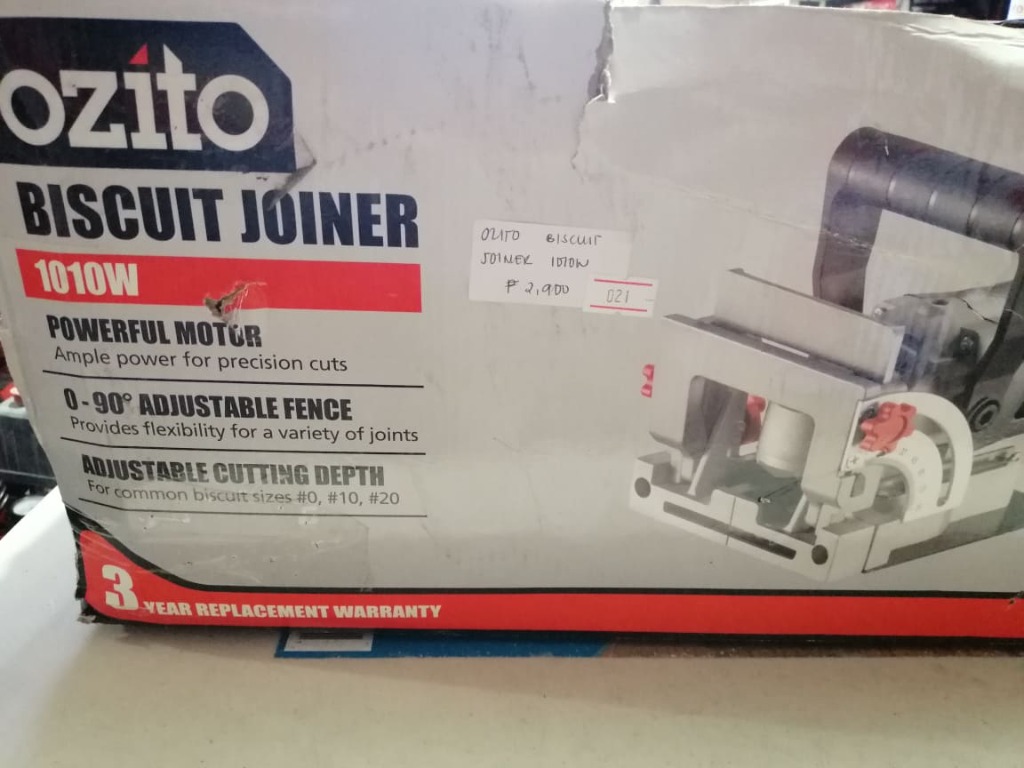 ozito
BISCUIT JOINER
1010W
POWERFUL MOTOR
Ample power for precision cuts
0 - 90° ADJUSTABLE FENCE
Provides flexibility for a variety of joints
ADJUSTABLE CUTTING DEPTH
For common biscuit sizes #0, #10, #20
3 YEAR REPLACEMENT WARRANTY
OZITO BISCUIT
JOINER 1010W
₱ 2,900
021